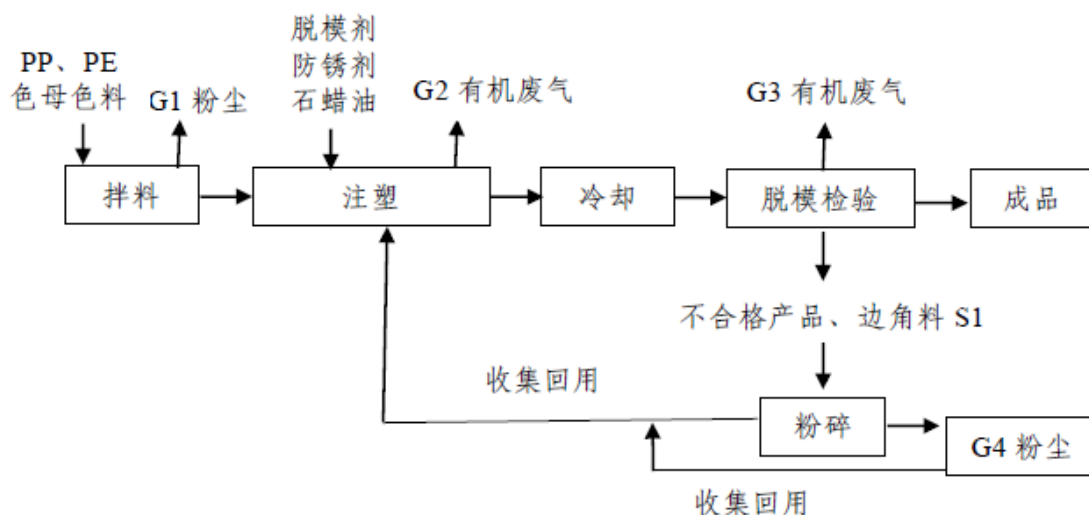 脱模剂
防锈剂
石蜡油
PP、PE
色母色料
G1 粉尘
G2 有机废气
G3 有机废气
拌料
注塑
冷却
脱模检验
成品
不合格产品、边角料 S1
收集回用
粉碎
G4 粉尘
收集回用